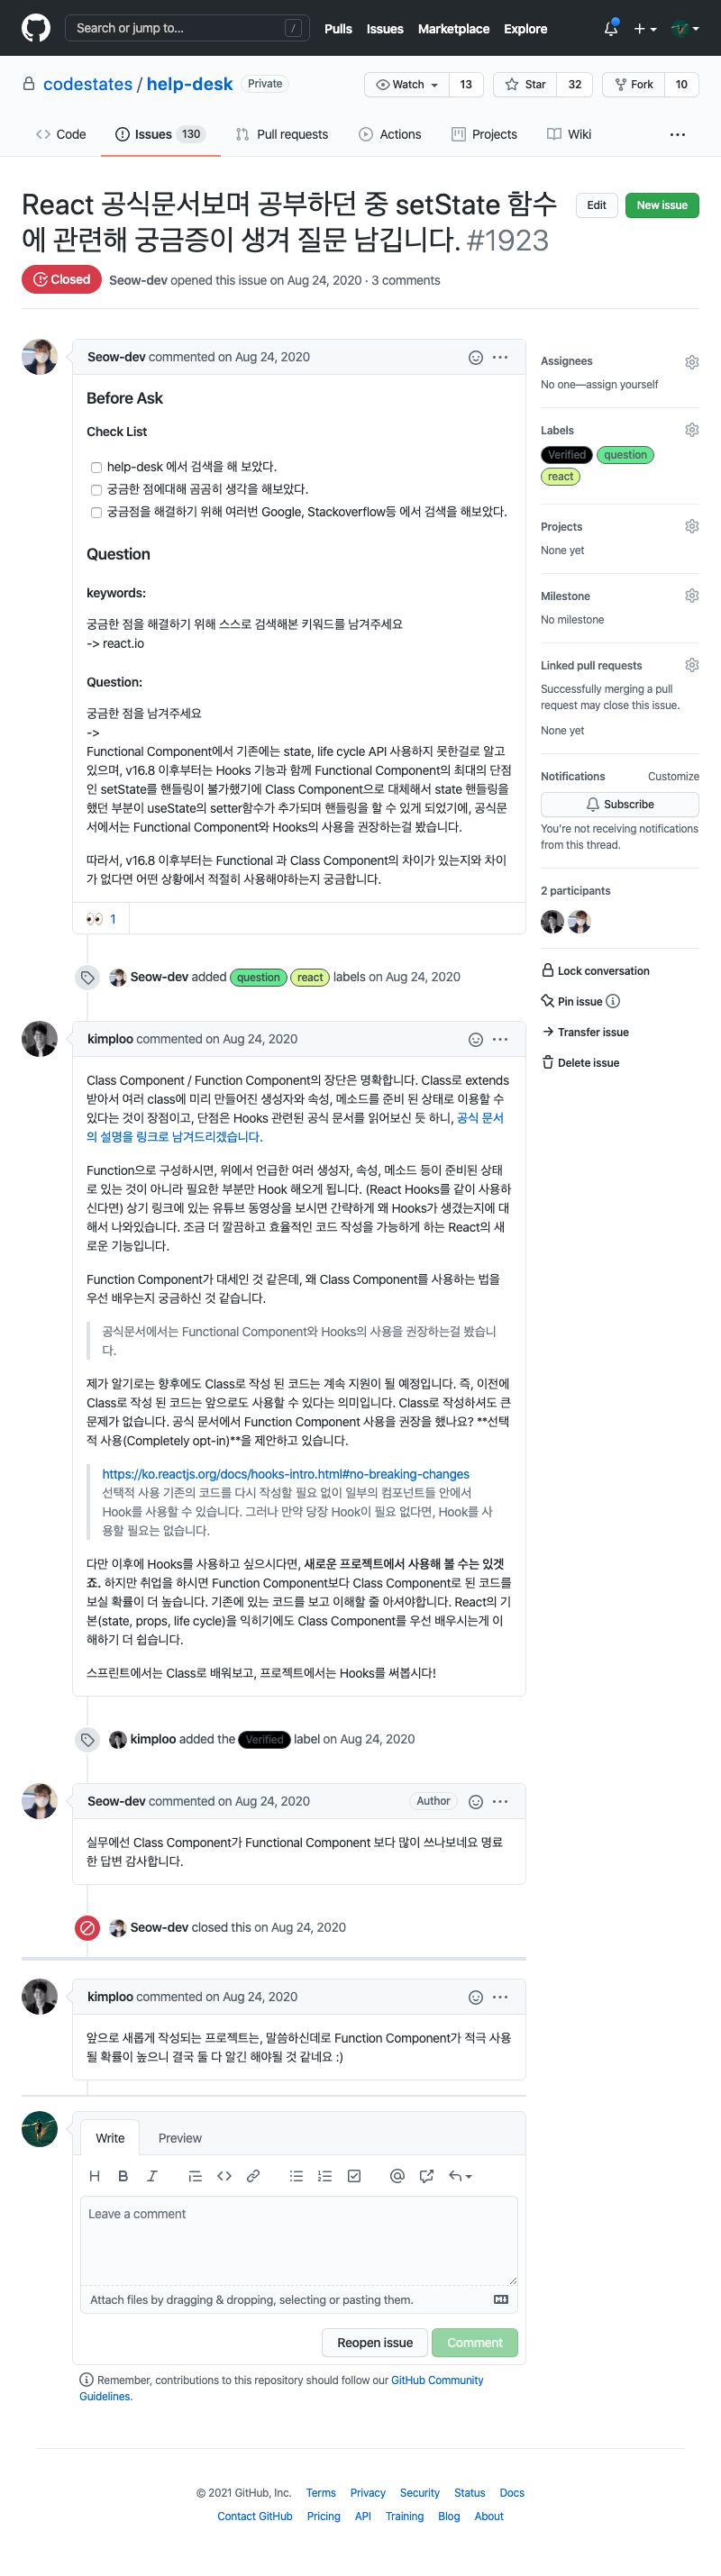 Search or jump to...
/
Pulls
Issues
Marketplace
Explore
codestates / help-desk
Private
Watch
13
Star
32
Fork
10
Code
Issues 130
Pull requests
Actions
Projects
Wiki
React 공식문서보며 공부하던 중 setState 함수
에 관련해 궁금증이 생겨 질문 남깁니다. #1923
Edit
New issue
Closed
Seow-dev opened this issue on Aug 24, 2020 · 3 comments
Seow-dev commented on Aug 24, 2020
Before Ask
Check List
help-desk 에서 검색을 해 보았다.
궁금한 점에대해 곰곰히 생각을 해보았다.
궁금점을 해결하기 위해 여러번 Google, Stackoverflow등 에서 검색을 해보았다.
Question
keywords:
궁금한 점을 해결하기 위해 스스로 검색해본 키워드를 남겨주세요
-> react.io
Question:
궁금한 점을 남겨주세요
->
Functional Component에서 기존에는 state, life cycle API 사용하지 못한걸로 알고
있으며, v16.8 이후부터는 Hooks 기능과 함께 Functional Component의 최대의 단점
인 setState를 핸들링이 불가했기에 Class Component으로 대체해서 state 핸들링을
했던 부분이 useState의 setter함수가 추가되며 핸들링을 할 수 있게 되었기에, 공식문
서에서는 Functional Component와 Hooks의 사용을 권장하는걸 봤습니다.
따라서, v16.8 이후부터는 Functional 과 Class Component의 차이가 있는지와 차이
가 없다면 어떤 상황에서 적절히 사용해야하는지 궁금합니다.
👀 1
Seow-dev added question react labels on Aug 24, 2020
kimploo commented on Aug 24, 2020
Class Component / Function Component의 장단은 명확합니다. Class로 extends
받아서 여러 class에 미리 만들어진 생성자와 속성, 메소드를 준비 된 상태로 이용할 수
있다는 것이 장점이고, 단점은 Hooks 관련된 공식 문서를 읽어보신 듯 하니, 공식 문서
의 설명을 링크로 남겨드리겠습니다.
Function으로 구성하시면, 위에서 언급한 여러 생성자, 속성, 메소드 등이 준비된 상태
로 있는 것이 아니라 필요한 부분만 Hook 해오게 됩니다. (React Hooks를 같이 사용하
신다면) 상기 링크에 있는 유튜브 동영상을 보시면 간략하게 왜 Hooks가 생겼는지에 대
해서 나와있습니다. 조금 더 깔끔하고 효율적인 코드 작성을 가능하게 하는 React의 새
로운 기능입니다.
Function Component가 대세인 것 같은데, 왜 Class Component를 사용하는 법을
우선 배우는지 궁금하신 것 같습니다.
공식문서에서는 Functional Component와 Hooks의 사용을 권장하는걸 봤습니
다.
제가 알기로는 향후에도 Class로 작성 된 코드는 계속 지원이 될 예정입니다. 즉, 이전에
Class로 작성 된 코드는 앞으로도 사용할 수 있다는 의미입니다. Class로 작성하셔도 큰
문제가 없습니다. 공식 문서에서 Function Component 사용을 권장을 했나요? **선택
적 사용(Completely opt-in)**을 제안하고 있습니다.
https://ko.reactjs.org/docs/hooks-intro.html#no-breaking-changes
선택적 사용 기존의 코드를 다시 작성할 필요 없이 일부의 컴포넌트들 안에서
Hook를 사용할 수 있습니다. 그러나 만약 당장 Hook이 필요 없다면, Hook를 사
용할 필요는 없습니다.
다만 이후에 Hooks를 사용하고 싶으시다면, 새로운 프로젝트에서 사용해 볼 수는 있겟
죠. 하지만 취업을 하시면 Function Component보다 Class Component로 된 코드를
보실 확률이 더 높습니다. 기존에 있는 코드를 보고 이해할 줄 아셔야합니다. React의 기
본(state, props, life cycle)을 익히기에도 Class Component를 우선 배우시는게 이
해하기 더 쉽습니다.
스프린트에서는 Class로 배워보고, 프로젝트에서는 Hooks를 써봅시다!
kimploo added the Verified label on Aug 24, 2020
Seow-dev commented on Aug 24, 2020
Author
실무에선 Class Component가 Functional Component 보다 많이 쓰나보네요 명료
한 답변 감사합니다.
Seow-dev closed this on Aug 24, 2020
kimploo commented on Aug 24, 2020
앞으로 새롭게 작성되는 프로젝트는, 말씀하신데로 Function Component가 적극 사용
될 확률이 높으니 결국 둘 다 알긴 해야될 것 같네요 :)
Write
Preview
Leave a comment
Attach files by dragging & dropping, selecting or pasting them.
Reopen issue
Comment
Remember, contributions to this repository should follow our GitHub Community
Guidelines.
Assignees
No one—assign yourself
Labels
Verified
question
react
Projects
None yet
Milestone
No milestone
Linked pull requests
Successfully merging a pull
request may close this issue.
None yet
Notifications
Customize
Subscribe
You're not receiving notifications
from this thread.
2 participants
Lock conversation
Pin issue
Transfer issue
Delete issue
© 2021 GitHub, Inc.
Terms
Privacy
Security
Status
Docs
Contact GitHub
Pricing
API
Training
Blog
About